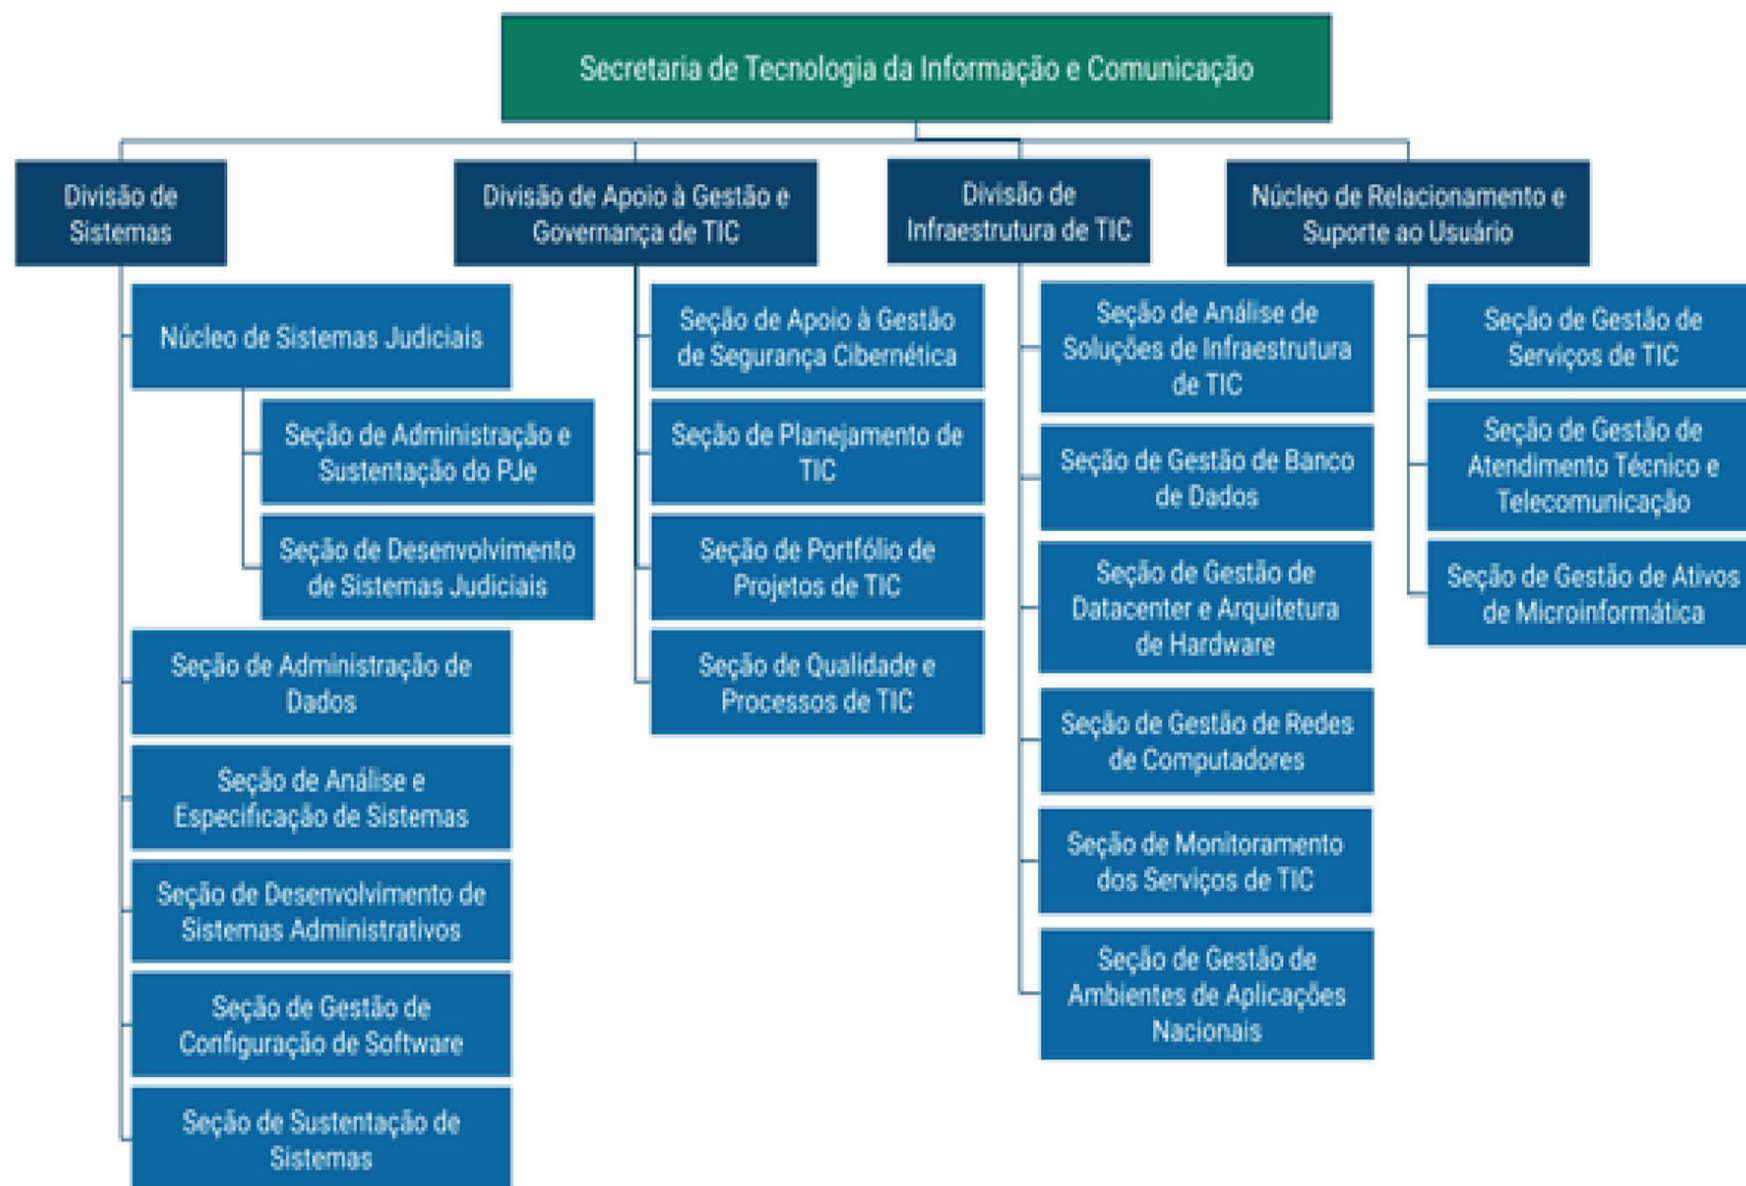 Secretaria de Tecnologia da Informação e Comunicação
Divisão de
Sistemas
Núcleo de Sistemas Judiciais
Seção de Administração e
Sustentação do PJe
Seção de Desenvolvimento
de Sistemas Judiciais
Seção de Administração de
Dados
Seção de Análise e
Especificação de Sistemas
Seção de Desenvolvimento de
Sistemas Administrativos
Seção de Gestão de
Configuração de Software
Seção de Sustentação de
Sistemas
Divisão de Apoio à Gestão e
Governança de TIC
Seção de Apoio à Gestão
de Segurança Cibernética
Seção de Planejamento de
TIC
Seção de Portfólio de
Projetos de TIC
Seção de Qualidade e
Processos de TIC
Divisão de
Infraestrutura de TIC
Seção de Análise de
Soluções de Infraestrutura
de TIC
Seção de Gestão de Banco
de Dados
Seção de Gestão de
Datacenter e Arquitetura
de Hardware
Seção de Gestão de Redes
de Computadores
Seção de Monitoramento
dos Serviços de TIC
Seção de Gestão de
Ambientes de Aplicações
Nacionais
Núcleo de Relacionamento e
Suporte ao Usuário
Seção de Gestão de
Serviços de TIC
Seção de Gestão de
Atendimento Técnico e
Telecomunicação
Seção de Gestão de Ativos
de Microinformática